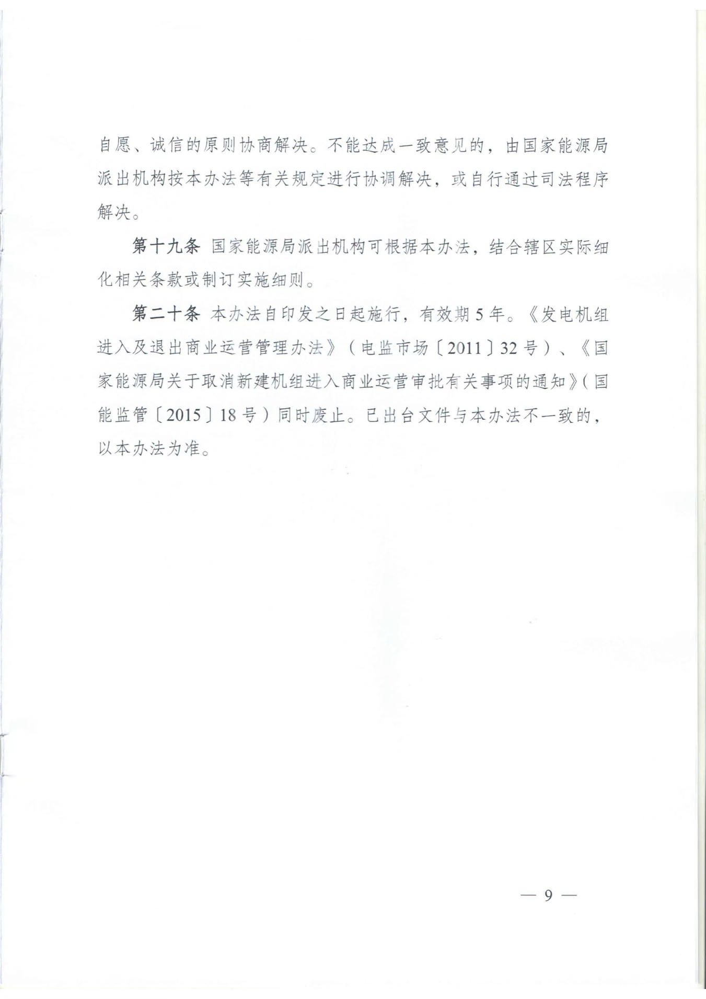 自愿、诚信的原则协商解决。不能达成一致意见的，由国家能源局
派出机构按本办法等有关规定进行协调解决，或自行通过司法程序
解决。
第十九条 国家能源局派出机构可根据本办法，结合辖区实际细
化相关条款或制订实施细则。
第二十条 本办法自印发之日起施行，有效期 5 年。《发电机组
进入及退出商业运营管理办法》（电监市场〔2011〕32 号）、《国
家能源局关于取消新建机组进入商业运营审批有关事项的通知》（国
能监管〔2015〕18 号）同时废止。已出台文件与本办法不一致的，
以本办法为准。
— 9 —